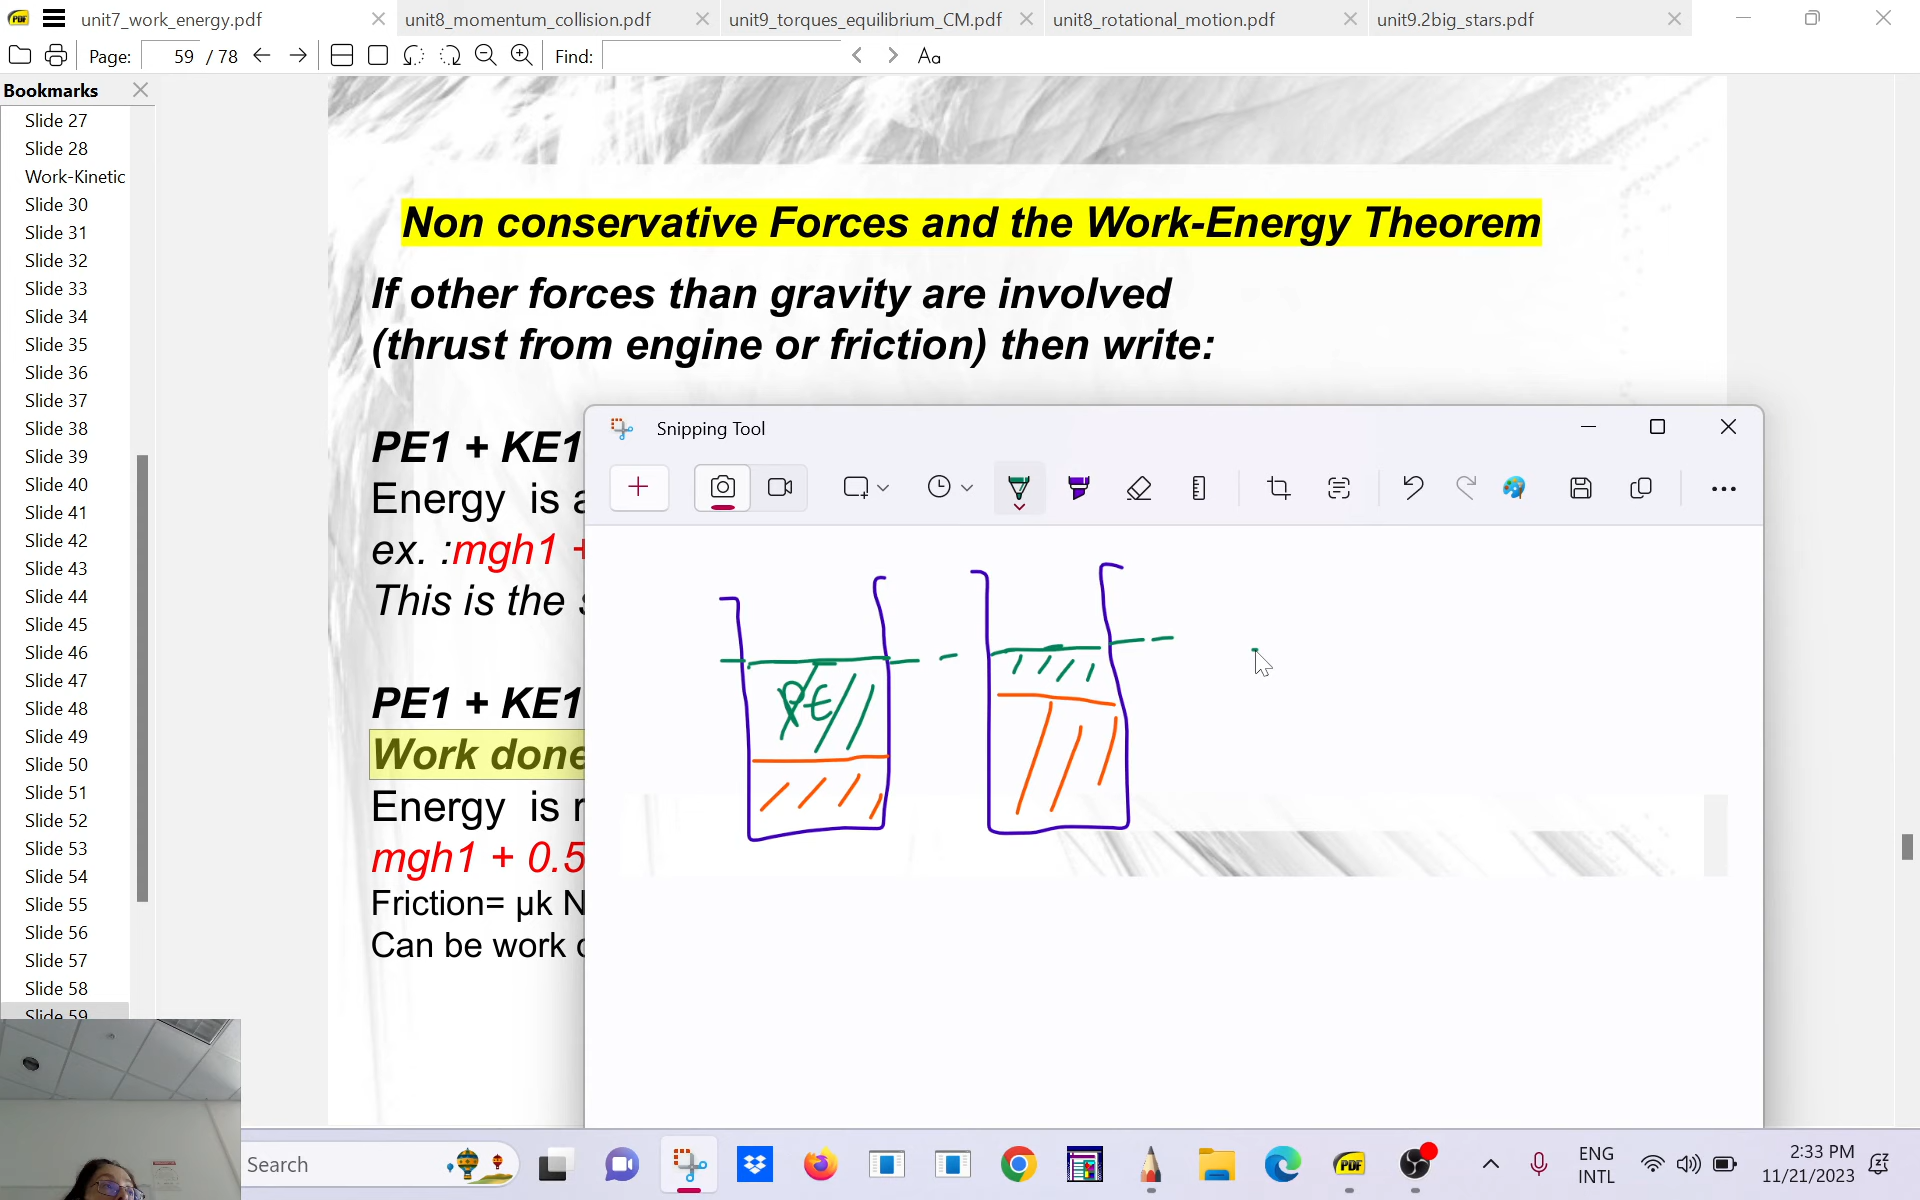 unit7_work_energy.pdf
unit8_momentum_collision.pdf
unit9_torques_equilibrium_CM.pdf
unit8_rotational_motion.pdf
unit9.2big_stars.pdf
Page: 59 / 78
Find:
Aa
Bookmarks
Slide 27
Slide 28
Work-Kinetic
Slide 30
Slide 31
Slide 32
Slide 33
Slide 34
Slide 35
Slide 36
Slide 37
Slide 38
Slide 39
Slide 40
Slide 41
Slide 42
Slide 43
Slide 44
Slide 45
Slide 46
Slide 47
Slide 48
Slide 49
Slide 50
Slide 51
Slide 52
Slide 53
Slide 54
Slide 55
Slide 56
Slide 57
Slide 58
Slide 59
Non conservative Forces and the Work-Energy Theorem
If other forces than gravity are involved
(thrust from engine or friction) then write:
PE1 + KE1
Energy is a
ex. :mgh1 +
This is the
PE1 + KE1
Work done
Energy is
mgh1 + 0.5
Friction= μk N
Can be work
Snipping Tool
PE
Search
PDF
ENG
INTL
2:33 PM
11/21/2023